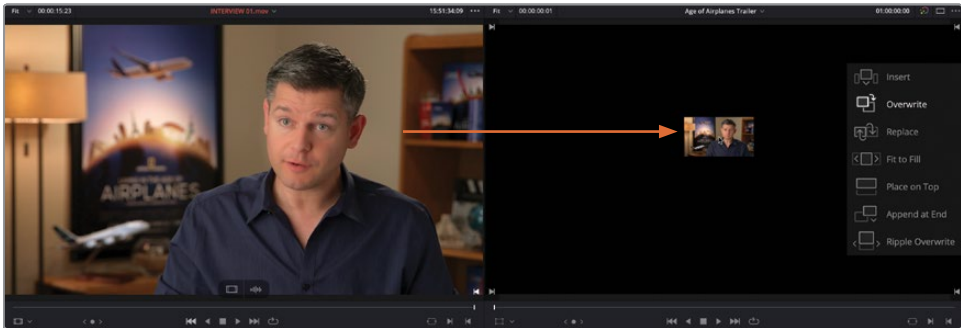 Fit 00:00:15:23 INTERVIEW 01.mov 15:51:34:09
Fit 00:00:00:01 Age of Airplanes Trailer 01:00:00:00
AIRPLANES
Insert
Overwrite
Replace
Fit to Fill
Place on Top
Append at End
Ripple Overwrite